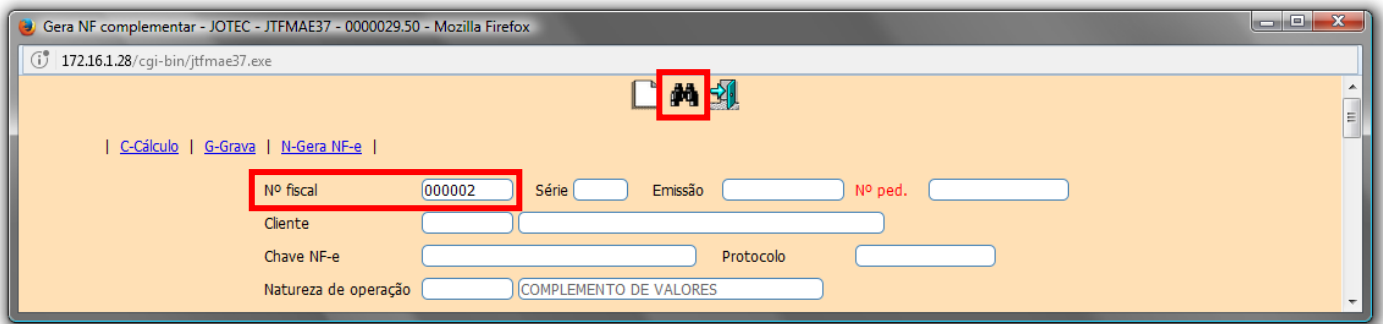 Gera NF complementar - JOTEC - JTFMAE37 - 0000029.50 - Mozilla Firefox
172.16.1.28/cgi-bin/jtfmae37.exe
| C-Cálculo | G-Grava | N-Gera NF-e |
Nº fiscal 000002 Série Emissão Nº ped.
Cliente
Chave NF-e Protocolo
Natureza de operação COMPLEMENTO DE VALORES